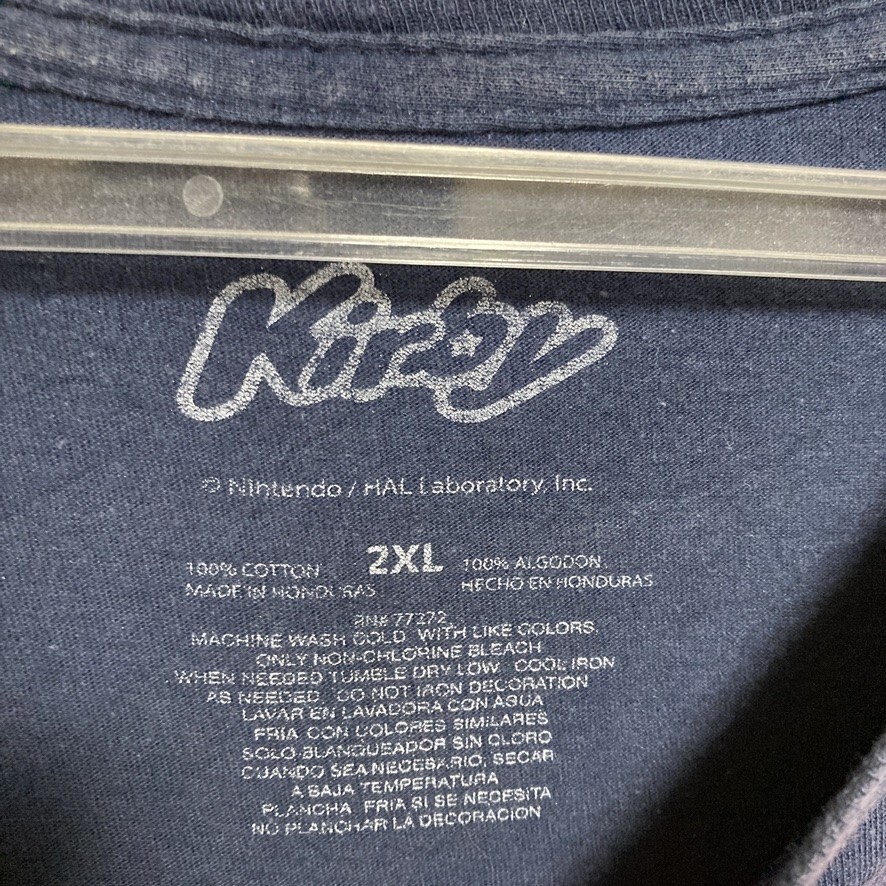 Kirby
© Nintendo / HAL Laboratory, Inc.
2XL
100% COTTON
MADE IN HONDURAS
100% ALGODON
HECHO EN HONDURAS
RN# 77272
MACHINE WASH COLD WITH LIKE COLORS,
ONLY NON-CHLORINE BLEACH
WHEN NEEDED TUMBLE DRY LOW COOL IRON
AS NEEDED DO NOT IRON DECORATION
LAVAR EN LAVADORA CON AGUA
FRIA CON COLORES SIMILARES
SOLO BLANQUEADOR SIN CLORO
CUANDO SEA NECESARIO, SECAR
A BAJA TEMPERATURA
PLANCHA FRIA SI SE NECESITA
NO PLANCHAR LA DECORACION